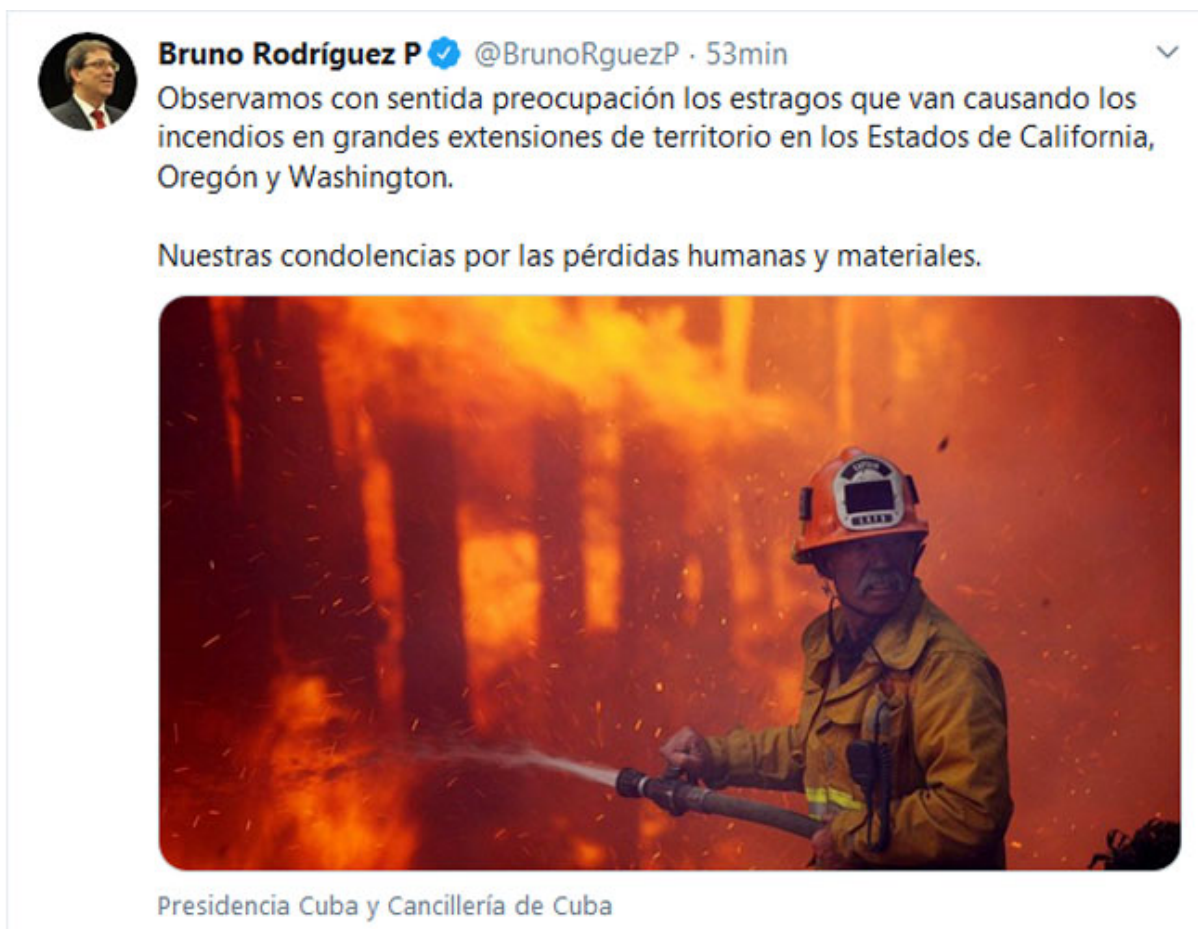 Bruno Rodríguez P @BrunoRguezP · 53min
Observamos con sentida preocupación los estragos que van causando los
incendios en grandes extensiones de territorio en los Estados de California,
Oregón y Washington.
Nuestras condolencias por las pérdidas humanas y materiales.
CAPTAIN
Presidencia Cuba y Cancillería de Cuba